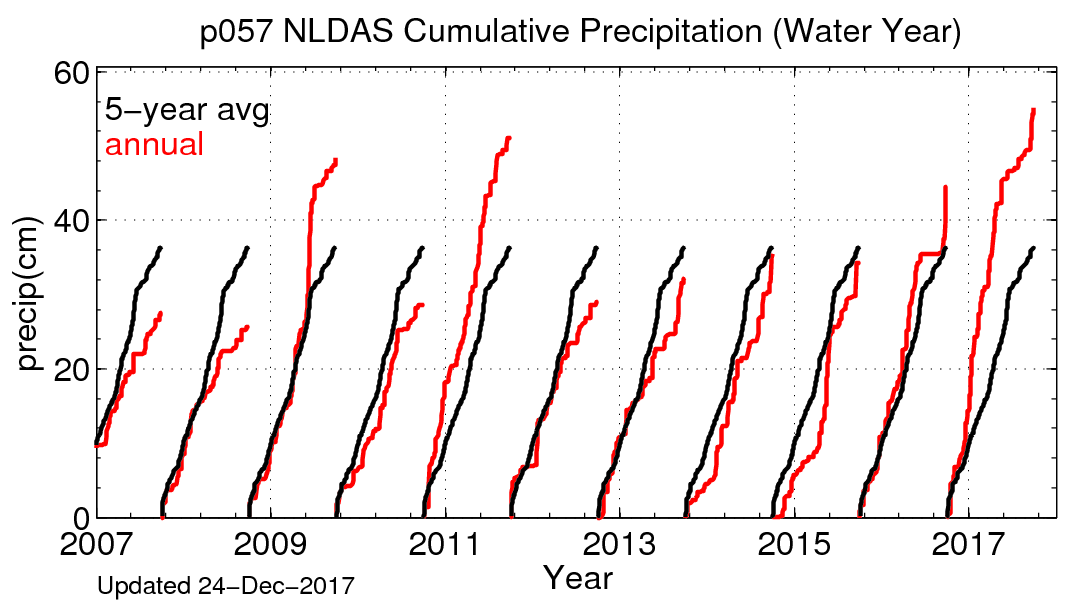 p057 NLDAS Cumulative Precipitation (Water Year)
60
5−year avg
annual
40
precip(cm)
20
0
2007 2009 2011 2013 2015 2017
Year
Updated 24−Dec−2017